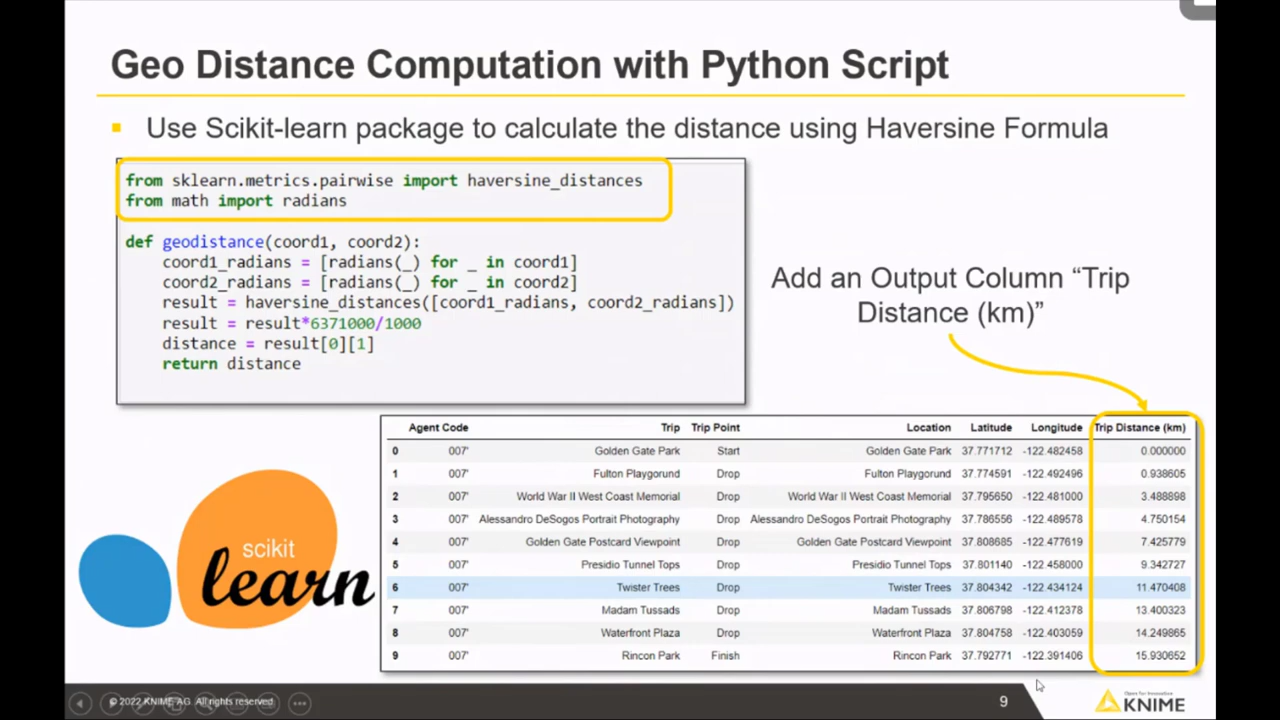 Geo Distance Computation with Python Script
▪ Use Scikit-learn package to calculate the distance using Haversine Formula
from sklearn.metrics.pairwise import haversine_distances
from math import radians
def geodistance(coord1, coord2):
coord1_radians = [radians(_) for _ in coord1]
coord2_radians = [radians(_) for _ in coord2]
result = haversine_distances([coord1_radians, coord2_radians])
result = result*6371000/1000
distance = result[0][1]
return distance
Add an Output Column “Trip
Distance (km)”
Agent Code Trip Trip Point Location Latitude Longitude Trip Distance (km)
0 007' Golden Gate Park Start Golden Gate Park 37.771712 -122.482458 0.000000
1 007' Fulton Playgorund Drop Fulton Playgorund 37.774591 -122.492496 0.938605
2 007' World War II West Coast Memorial Drop World War II West Coast Memorial 37.795650 -122.481000 3.488898
3 007' Alessandro DeSogos Portrait Photography Drop Alessandro DeSogos Portrait Photography 37.786556 -122.489578 4.750154
4 007' Golden Gate Postcard Viewpoint Drop Golden Gate Postcard Viewpoint 37.808685 -122.477619 7.425779
5 007' Presidio Tunnel Tops Drop Presidio Tunnel Tops 37.801140 -122.458000 9.342727
6 007' Twister Trees Drop Twister Trees 37.804342 -122.434124 11.470408
7 007' Madam Tussads Drop Madam Tussads 37.806798 -122.412378 13.400323
8 007' Waterfront Plaza Drop Waterfront Plaza 37.804758 -122.403059 14.249865
9 007' Rincon Park Finish Rincon Park 37.792771 -122.391406 15.930652
scikit
learn
© 2022 KNIME AG. All rights reserved.
9
Open for Innovation
KNIME